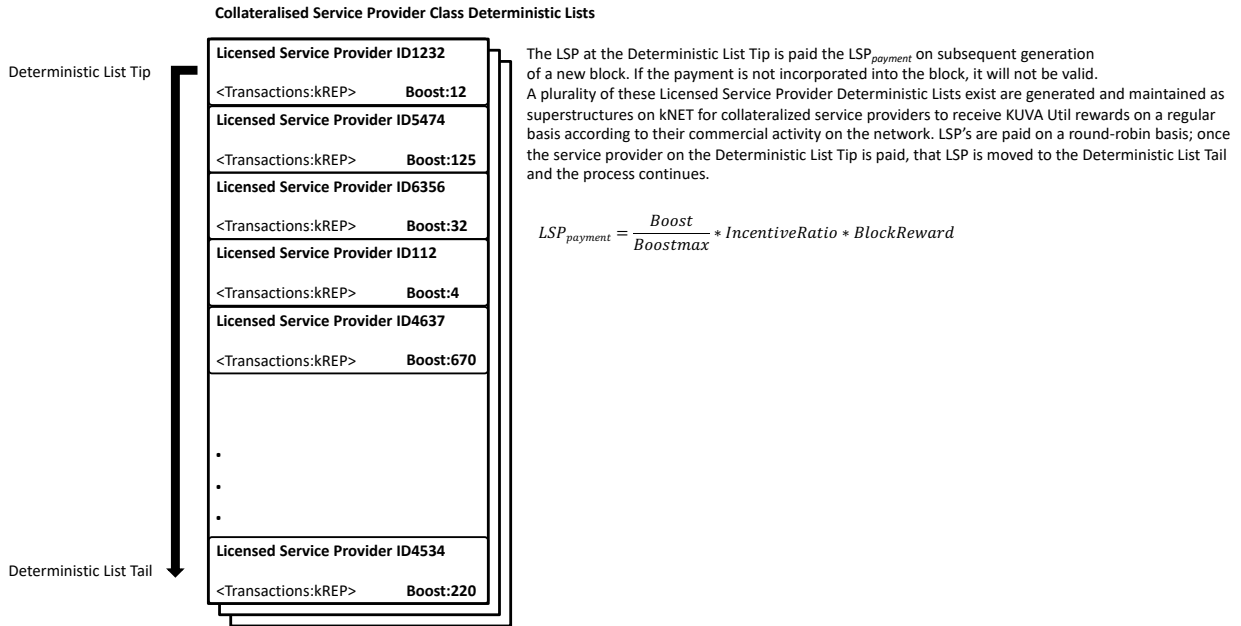 Collateralised Service Provider Class Deterministic Lists
Deterministic List Tip
Licensed Service Provider ID1232
<Transactions:kREP> Boost:12
Licensed Service Provider ID5474
<Transactions:kREP> Boost:125
Licensed Service Provider ID6356
<Transactions:kREP> Boost:32
Licensed Service Provider ID112
<Transactions:kREP> Boost:4
Licensed Service Provider ID4637
<Transactions:kREP> Boost:670
.
.
.
Licensed Service Provider ID4534
<Transactions:kREP> Boost:220
Deterministic List Tail
The LSP at the Deterministic List Tip is paid the LSPpayment on subsequent generation
of a new block. If the payment is not incorporated into the block, it will not be valid.
A plurality of these Licensed Service Provider Deterministic Lists exist are generated and maintained as
superstructures on kNET for collateralized service providers to receive KUVA Util rewards on a regular
basis according to their commercial activity on the network. LSP's are paid on a round-robin basis; once
the service provider on the Deterministic List Tip is paid, that LSP is moved to the Deterministic List Tail
and the process continues.
LSPpayment = Boost / Boostmax * IncentiveRatio * BlockReward